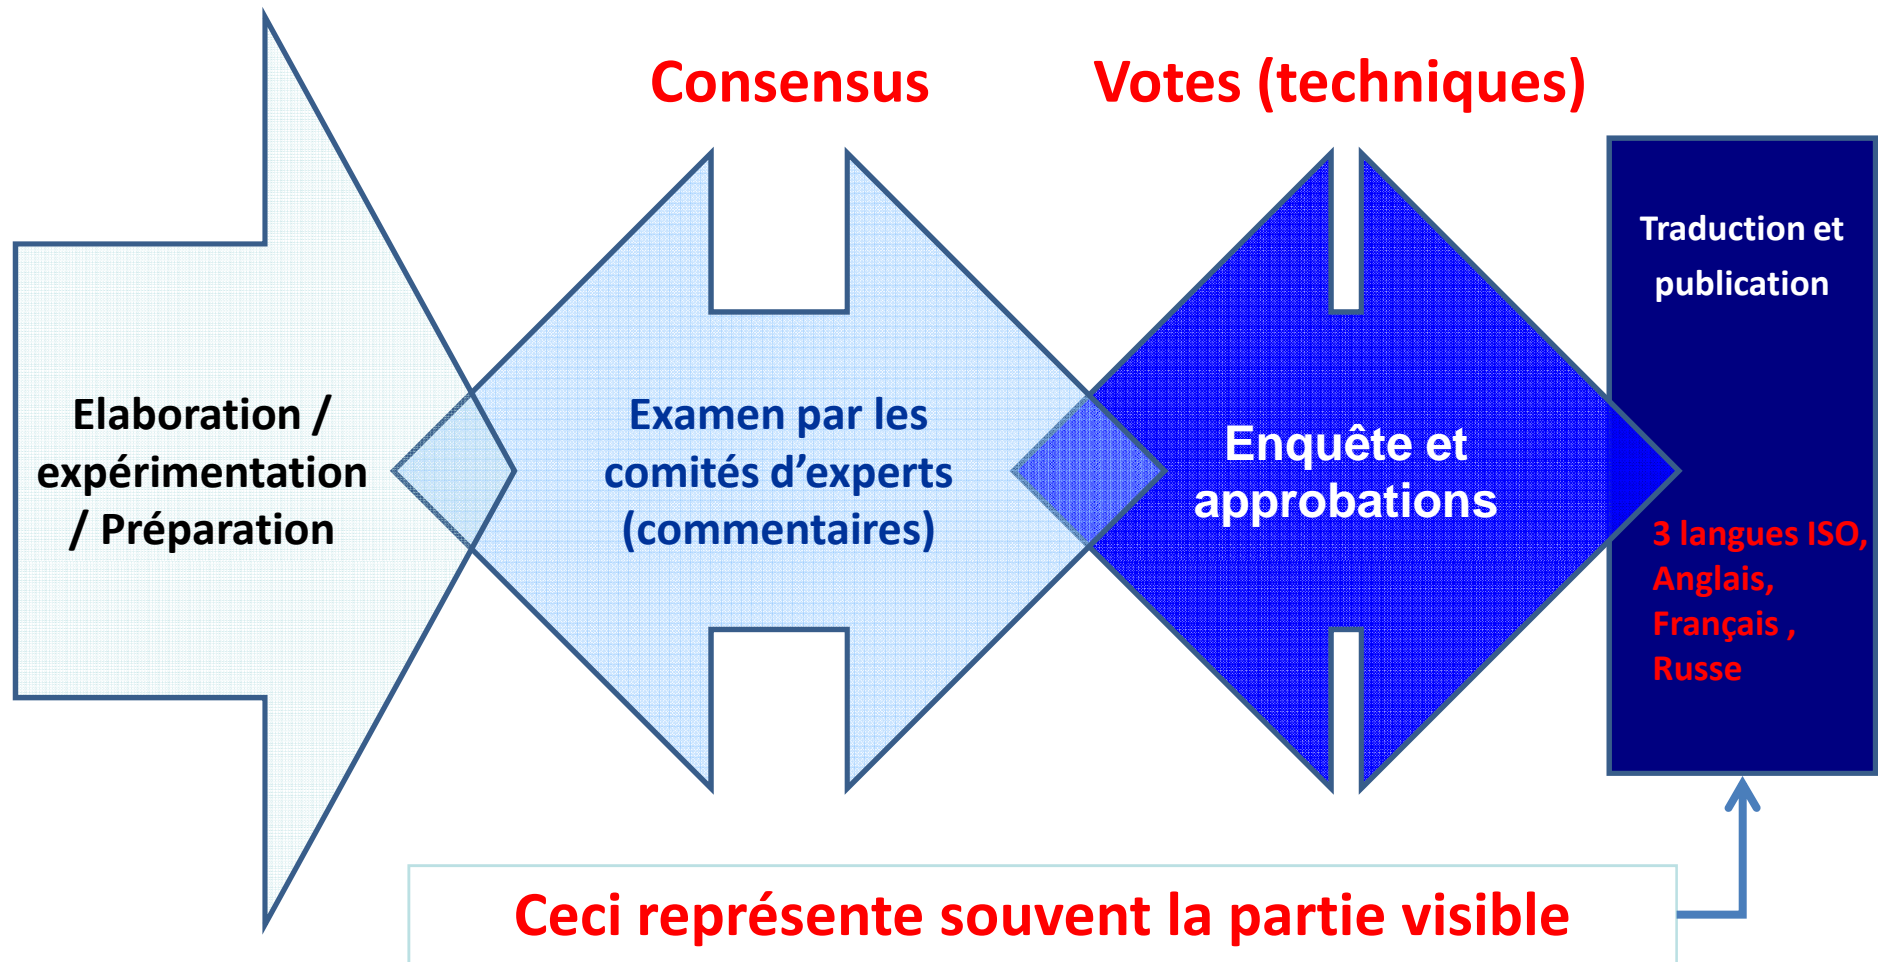 Consensus
Votes (techniques)
Elaboration /
expérimentation
/ Préparation
Examen par les
comités d’experts
(commentaires)
Enquête et
approbations
Traduction et
publication
3 langues ISO,
Anglais,
Français ,
Russe
Ceci représente souvent la partie visible